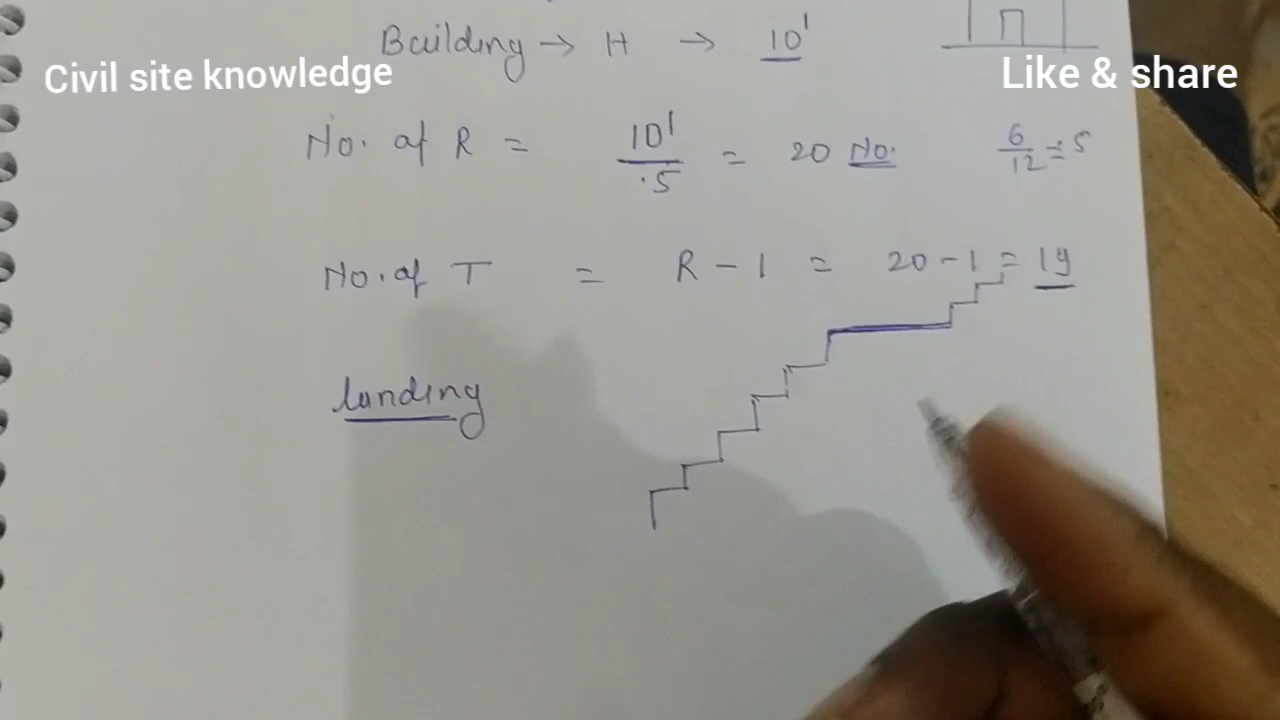 Building → H → 10'
Civil site knowledge
Like & share
No. of R = 10' / .5 = 20 No.
6 / 12 = .5
No. of T = R - 1 = 20 - 1 = 19
landing